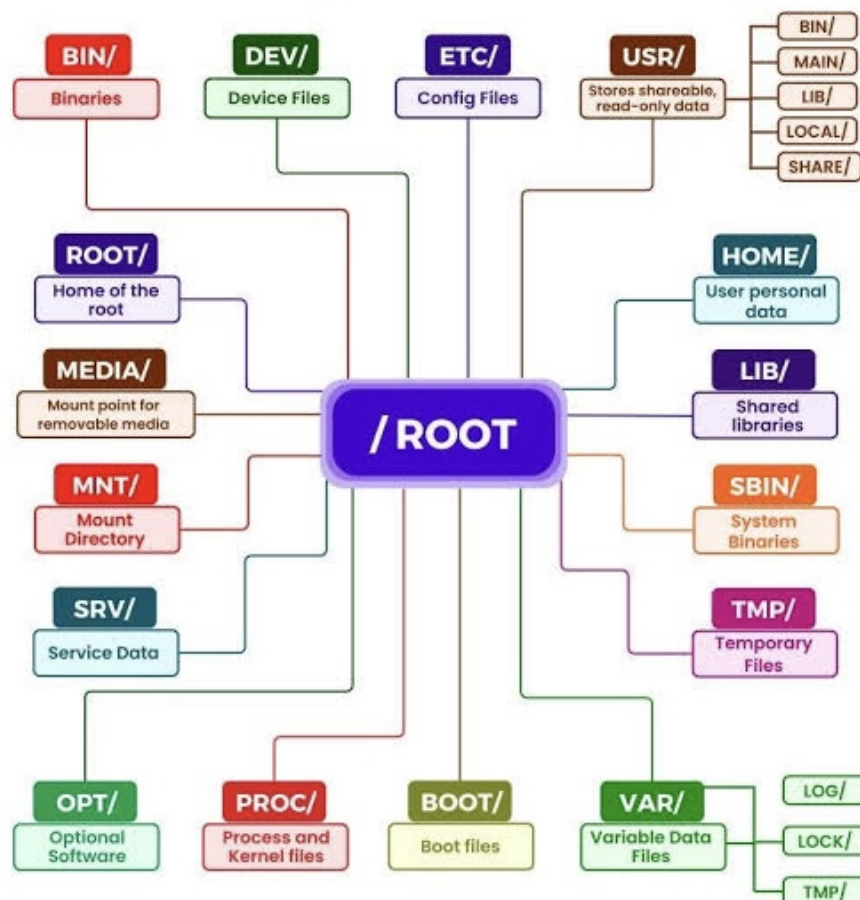 BIN/
Binaries
DEV/
Device Files
ETC/
Config Files
USR/
Stores shareable,
read-only data
BIN/
MAIN/
LIB/
LOCAL/
SHARE/
ROOT/
Home of the
root
HOME/
User personal
data
MEDIA/
Mount point for
removable media
/ ROOT
LIB/
Shared
libraries
MNT/
Mount
Directory
SBIN/
System
Binaries
SRV/
Service Data
TMP/
Temporary
Files
OPT/
Optional
Software
PROC/
Process and
Kernel files
BOOT/
Boot files
VAR/
Variable Data
Files
LOG/
LOCK/
TMP/